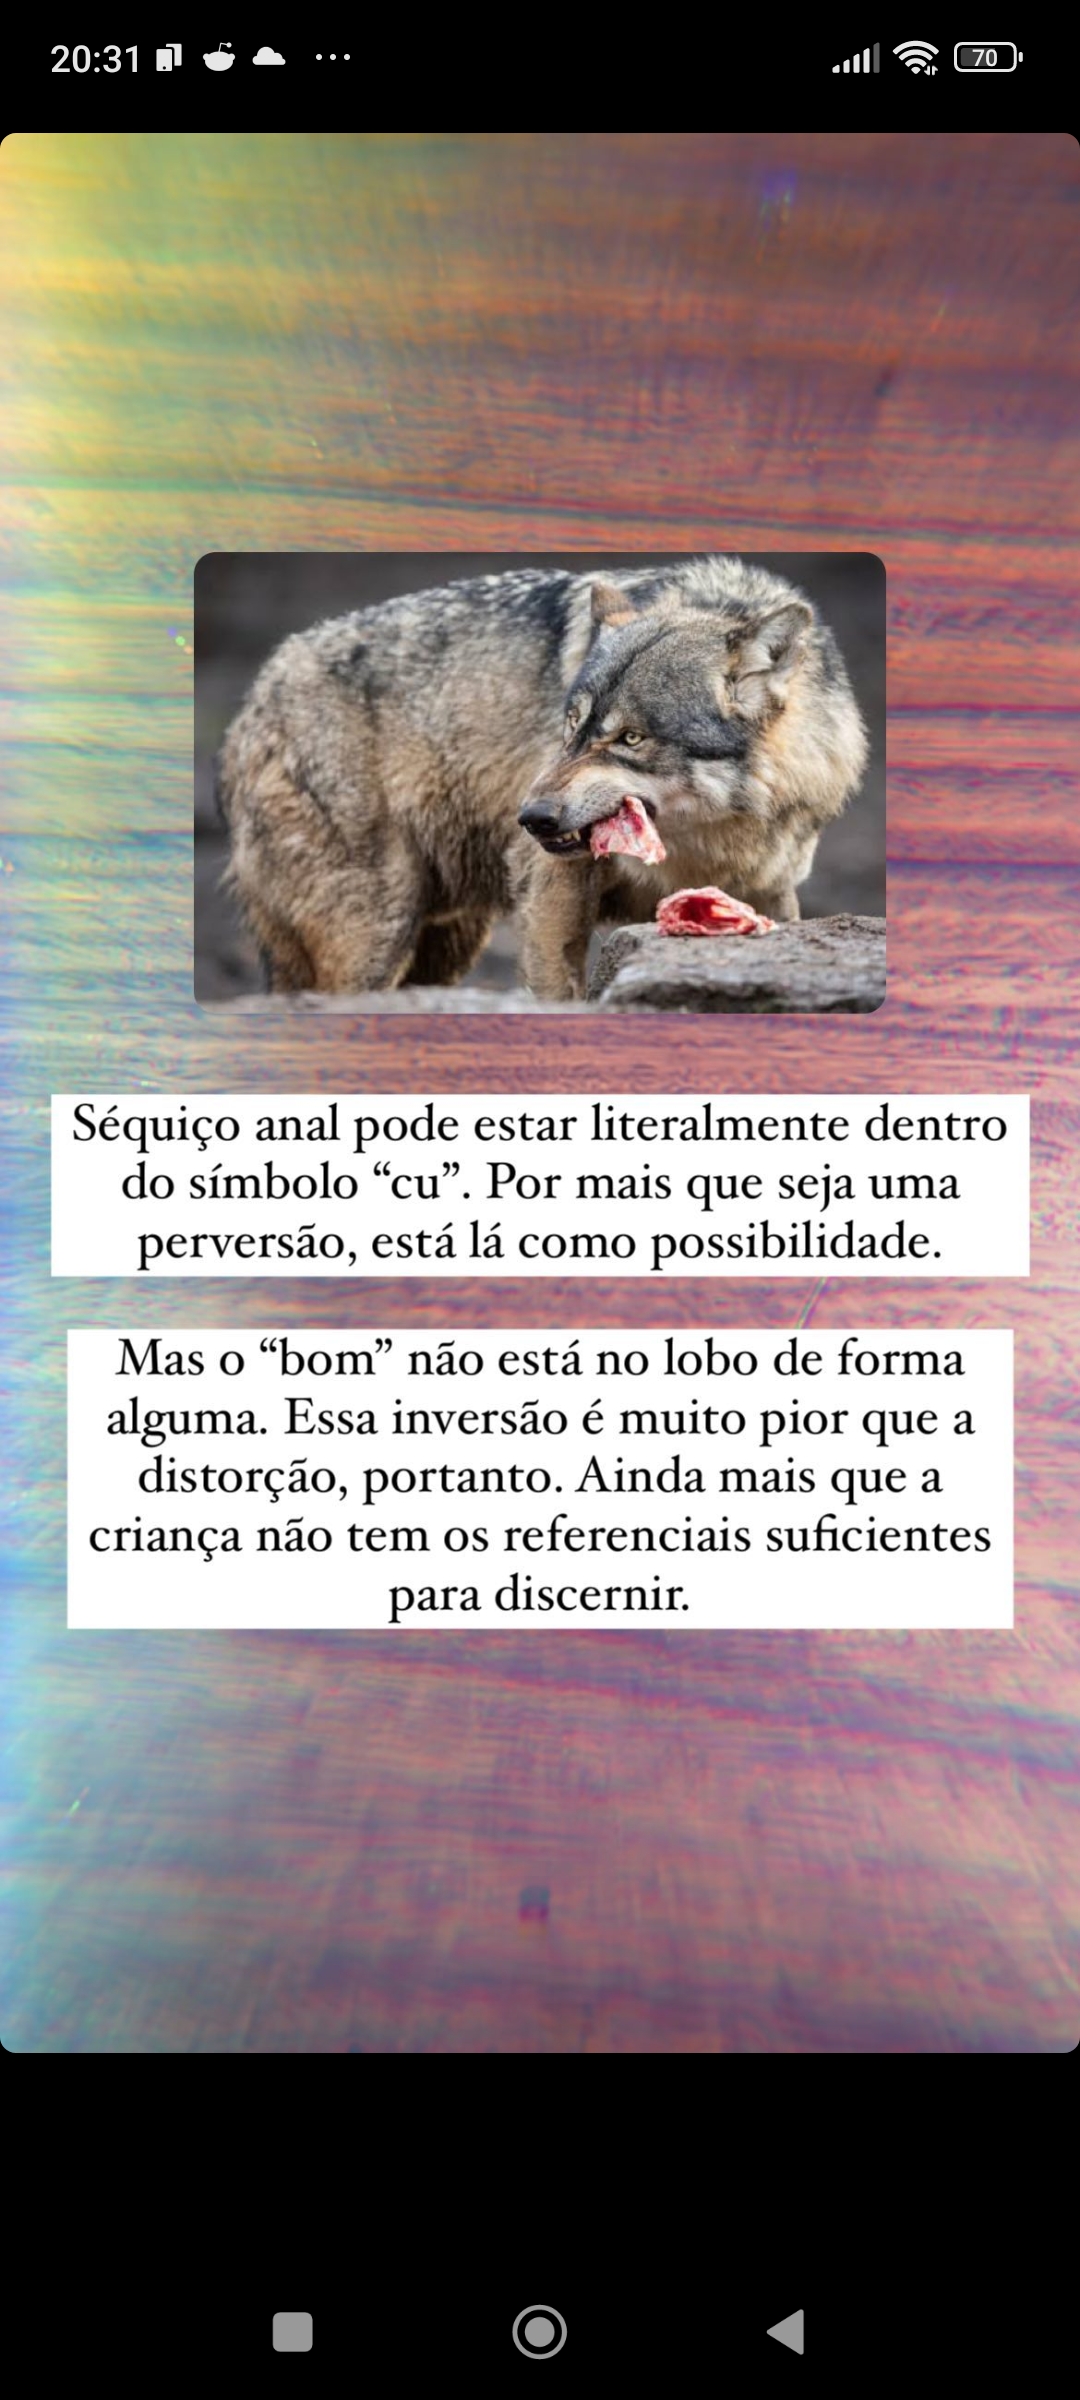 20:31
70
Séquiço anal pode estar literalmente dentro
do símbolo “cu”. Por mais que seja uma
perversão, está lá como possibilidade.
Mas o “bom” não está no lobo de forma
alguma. Essa inversão é muito pior que a
distorção, portanto. Ainda mais que a
criança não tem os referenciais suficientes
para discernir.